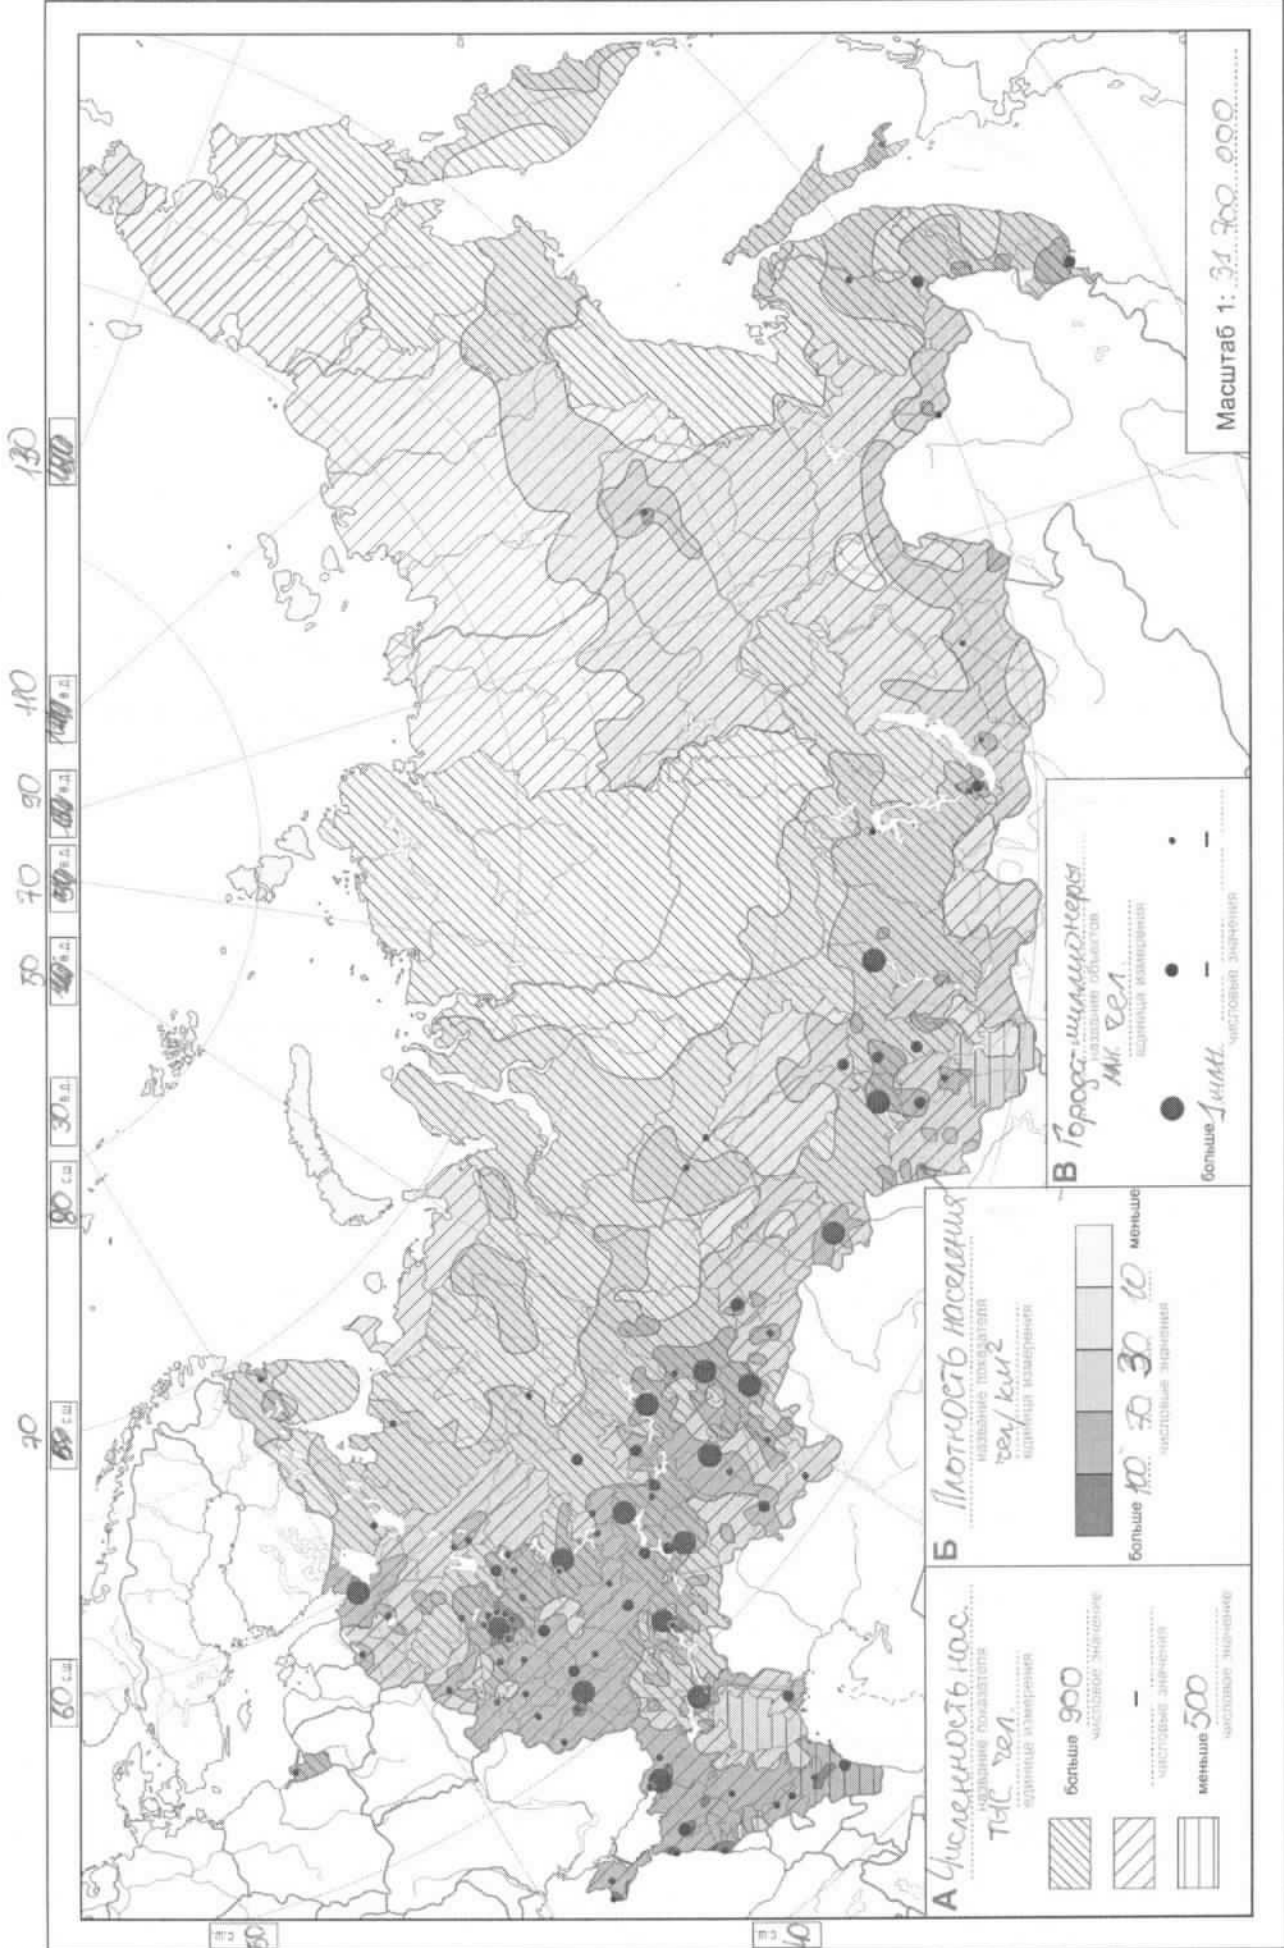 130
110
90
70
50
30 в.д.
80 с.ш.
70
60 с.ш.
50
40
Масштаб 1: 31 700 000
А Численность нас.
название показателя
тыс чел.
единица измерения
больше 900
числовое значение
–
числовые значения
меньше 500
числовое значение
Б Плотность населения
название показателя
чел/км²
единица измерения
больше 100 70 30 10 меньше
числовые значения
В Города-миллионеры
название объектов
млн. чел.
единица измерения
больше 1 млн. – –
числовые значения